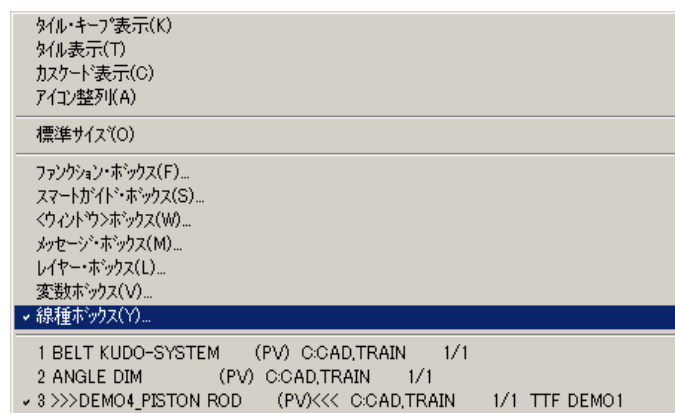 ﾀｲﾙ・ｷｰﾌﾟ表示(K)
ﾀｲﾙ表示(T)
ｶｽｹｰﾄﾞ表示(C)
ｱｲｺﾝ整列(A)
標準ｻｲｽﾞ(O)
ﾌｧﾝｸｼｮﾝ・ﾎﾞｯｸｽ(F)...
ｽﾏｰﾄｶﾞｲﾄﾞ・ﾎﾞｯｸｽ(S)...
<ｳｨﾝﾄﾞｳ>ﾎﾞｯｸｽ(W)...
ﾒｯｾｰｼﾞ・ﾎﾞｯｸｽ(M)...
ﾚｲﾔｰ・ﾎﾞｯｸｽ(L)...
変数ﾎﾞｯｸｽ(V)...
✓ 線種ﾎﾞｯｸｽ(Y)...
1 BELT KUDO-SYSTEM (PV) C:CAD,TRAIN 1/1
2 ANGLE DIM (PV) C:CAD,TRAIN 1/1
✓ 3 >>>DEMO4_PISTON ROD (PV)<<< C:CAD,TRAIN 1/1 TTF DEMO1